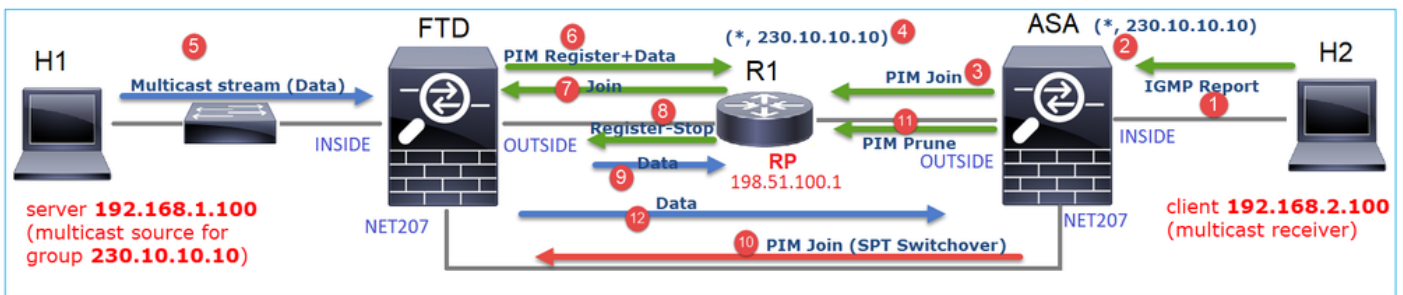 H1
5
Multicast stream (Data)
INSIDE
server 192.168.1.100
(multicast source for
group 230.10.10.10)
FTD
OUTSIDE
NET207
6
PIM Register+Data
7
Join
8
Register-Stop
9
Data
(*, 230.10.10.10)
4
R1
RP
198.51.100.1
PIM Join
3
11
PIM Prune
OUTSIDE
12
Data
10
PIM Join (SPT Switchover)
ASA
(*, 230.10.10.10)
2
IGMP Report
1
INSIDE
NET207
H2
client 192.168.2.100
(multicast receiver)